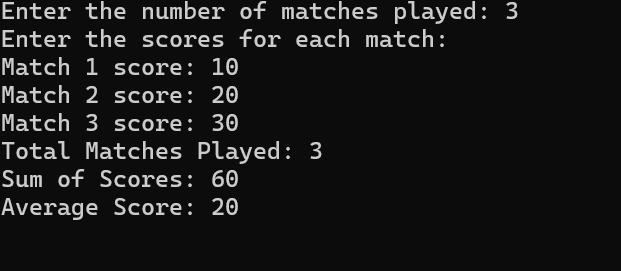 Enter the number of matches played: 3
Enter the scores for each match:
Match 1 score: 10
Match 2 score: 20
Match 3 score: 30
Total Matches Played: 3
Sum of Scores: 60
Average Score: 20